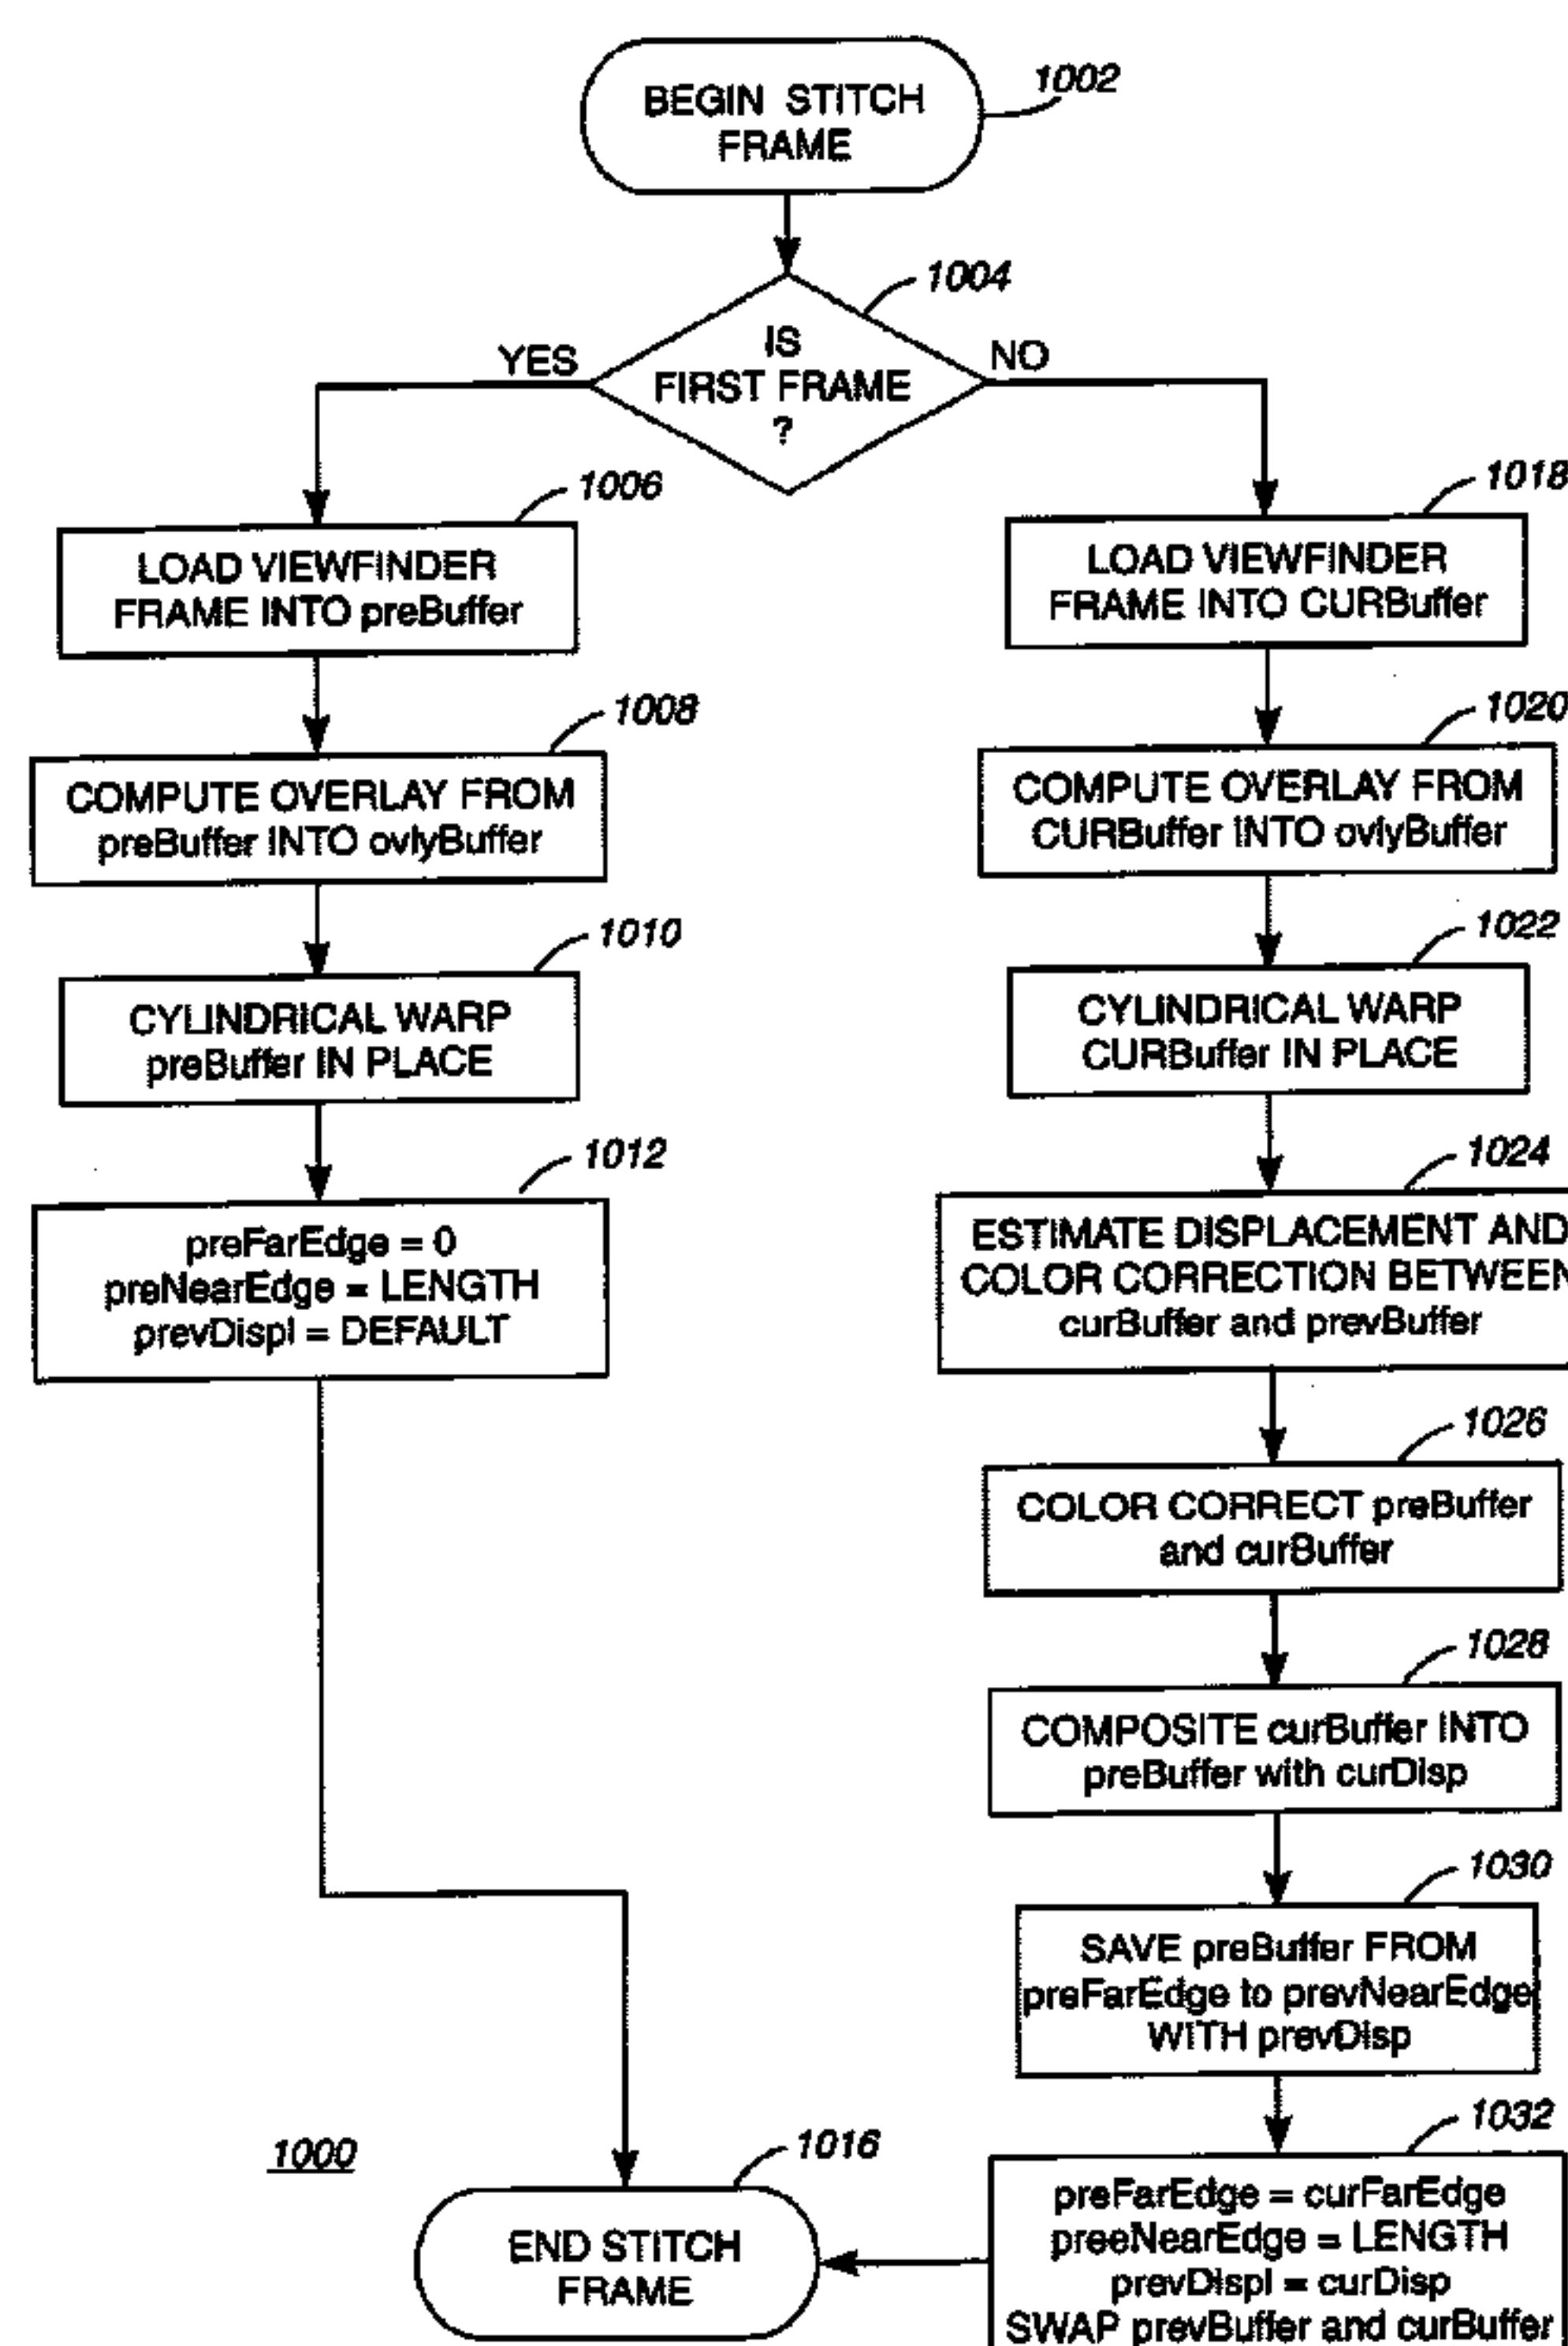 BEGIN STITCH
FRAME
1002
1004
IS
FIRST FRAME
?
YES
NO
1006
LOAD VIEWFINDER
FRAME INTO preBuffer
1008
COMPUTE OVERLAY FROM
preBuffer INTO ovlyBuffer
1010
CYLINDRICAL WARP
preBuffer IN PLACE
1012
preFarEdge = 0
preNearEdge = LENGTH
prevDispl = DEFAULT
1018
LOAD VIEWFINDER
FRAME INTO CURBuffer
1020
COMPUTE OVERLAY FROM
CURBuffer INTO ovlyBuffer
1022
CYLINDRICAL WARP
CURBuffer IN PLACE
1024
ESTIMATE DISPLACEMENT AND
COLOR CORRECTION BETWEEN
curBuffer and prevBuffer
1026
COLOR CORRECT preBuffer
and curBuffer
1028
COMPOSITE curBuffer INTO
preBuffer with curDisp
1030
SAVE preBuffer FROM
preFarEdge to prevNearEdge
WITH prevDisp
1032
preFarEdge = curFarEdge
preeNearEdge = LENGTH
prevDispl = curDisp
SWAP prevBuffer and curBuffer
1000
1016
END STITCH
FRAME